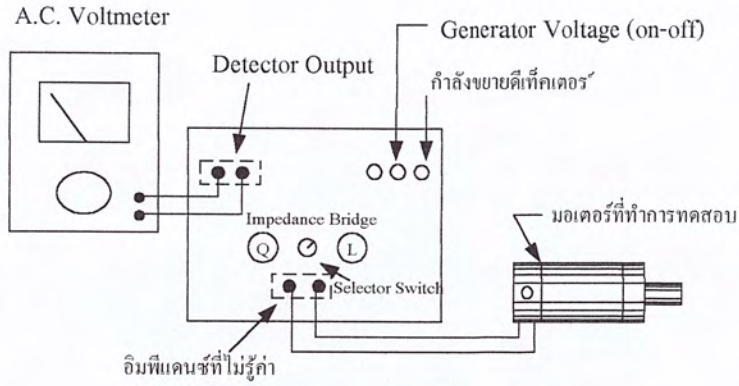 A.C. Voltmeter
Generator Voltage (on-off)
Detector Output
กำลังขยายดีเท็คเตอร์
Impedance Bridge
มอเตอร์ที่ทำการทดสอบ
Q
L
Selector Switch
อิมพีแดนซ์ที่ไม่รู้ค่า